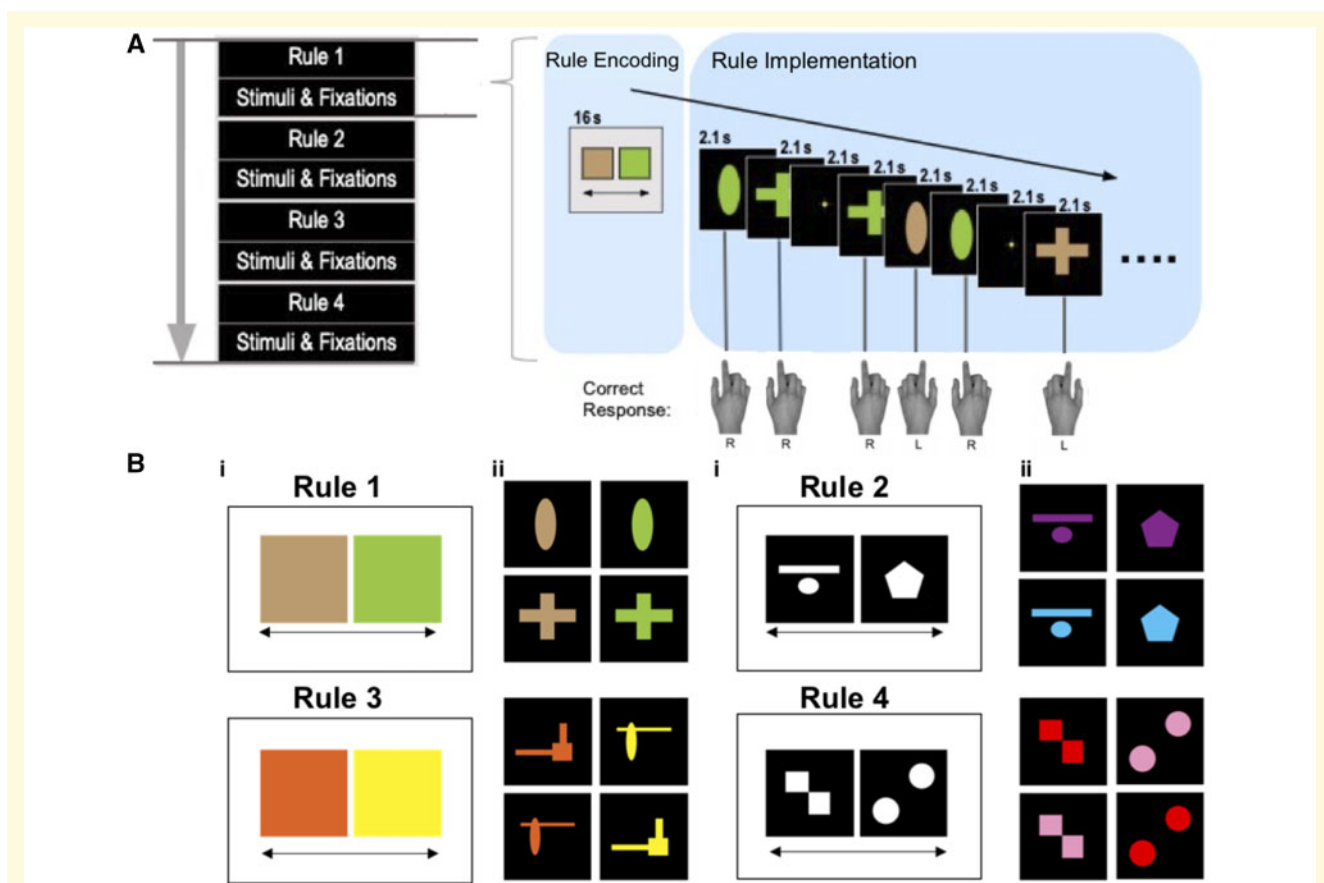 A
Rule 1
Stimuli & Fixations
Rule 2
Stimuli & Fixations
Rule 3
Stimuli & Fixations
Rule 4
Stimuli & Fixations
Rule Encoding
Rule Implementation
16 s
2.1 s
2.1 s
2.1 s
2.1 s
2.1 s
2.1 s
2.1 s
2.1 s
Correct
Response:
R
R
R
L
R
L
B
i
Rule 1
ii
i
Rule 2
ii
Rule 3
Rule 4